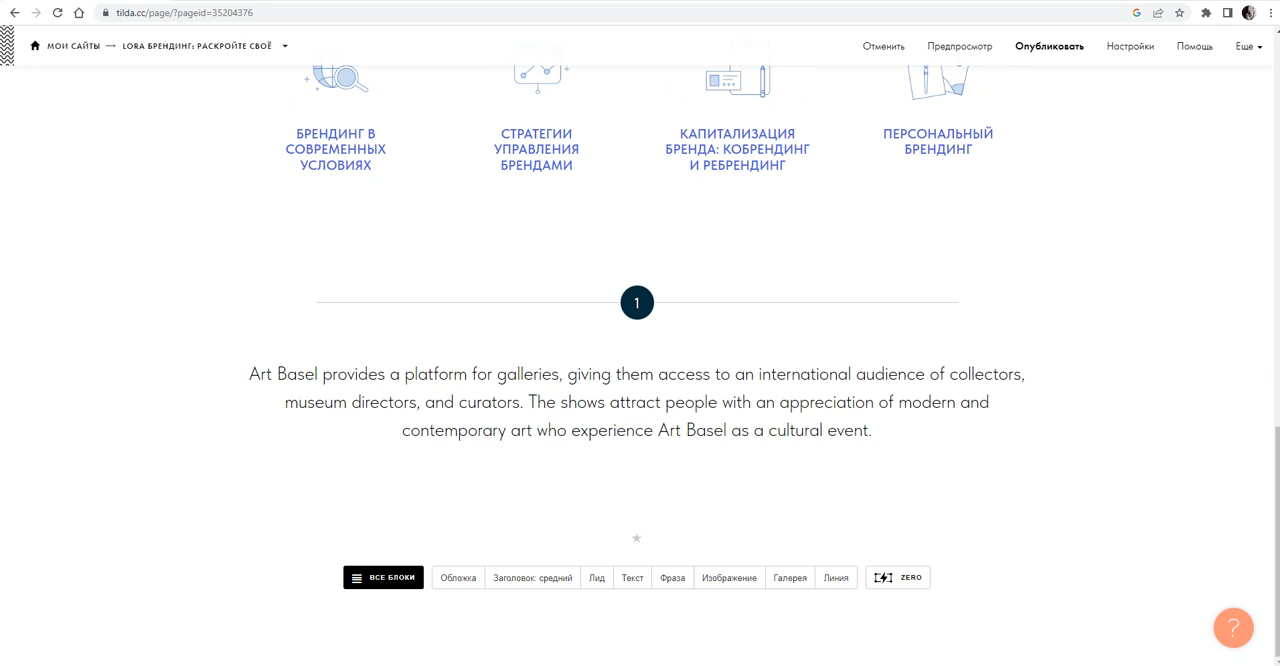 tilda.cc/page/?pageid=35204376
МОИ САЙТЫ → LORA БРЕНДИНГ: РАСКРОЙТЕ СВОЁ
Отменить Предпросмотр Опубликовать Настройки Помощь Еще
БРЕНДИНГ В
СОВРЕМЕННЫХ
УСЛОВИЯХ
СТРАТЕГИИ
УПРАВЛЕНИЯ
БРЕНДАМИ
КАПИТАЛИЗАЦИЯ
БРЕНДА: КОБРЕНДИНГ
И РЕБРЕНДИНГ
ПЕРСОНАЛЬНЫЙ
БРЕНДИНГ
1
Art Basel provides a platform for galleries, giving them access to an international audience of collectors,
museum directors, and curators. The shows attract people with an appreciation of modern and
contemporary art who experience Art Basel as a cultural event.
ВСЕ БЛОКИ Обложка Заголовок: средний Лид Текст Фраза Изображение Галерея Линия ZERO
?